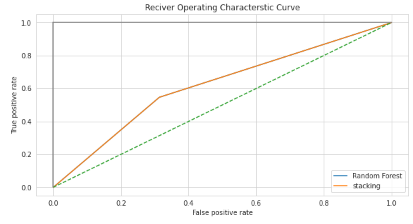 Reciver Operating Characterstic Curve
1.0
0.8
0.6
0.4
0.2
0.0
True positive rate
0.0 0.2 0.4 0.6 0.8 1.0
False positive rate
Random Forest
stacking